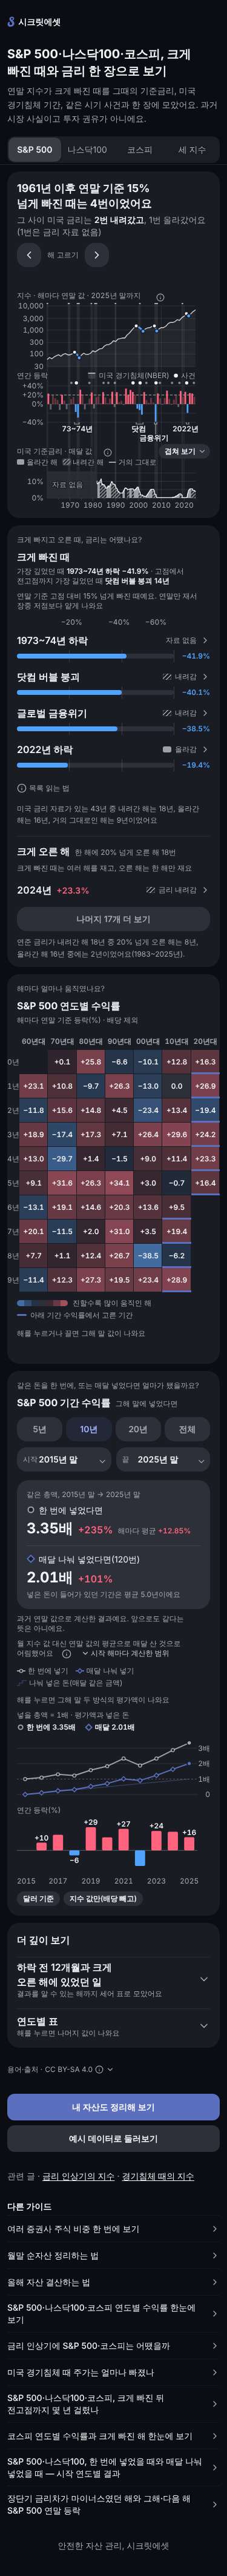 시크릿에셋
S&P 500·나스닥100·코스피, 크게
빠진 때와 금리 한 장으로 보기
연말 지수가 크게 빠진 때를 그때의 기준금리, 미국
경기침체 기간, 같은 시기 사건과 한 장에 모았어요. 과거
시장 사실이고 투자 권유가 아니에요.
S&P 500 나스닥100 코스피 세 지수
1961년 이후 연말 기준 15%
넘게 빠진 때는 4번이었어요
그 사이 미국 금리는 2번 내려갔고, 1번 올라갔어요
(1번은 금리 자료 없음)
해 고르기
지수 · 해마다 연말 값 · 2025년 말까지
10,000
3,000
1,000
300
100
30
연간 등락 미국 경기침체(NBER) 사건
+40%
+20%
0%
−40%
73~74년 닷컴 2022년
금융위기
미국 기준금리 · 매달 값 겹쳐 보기
올라간 해 내려간 해 거의 그대로
10%
0%
자료 없음
1970 1980 1990 2000 2010 2020
크게 빠지고 오른 때, 금리는 어땠나요?
크게 빠진 때
가장 깊었던 때 1973~74년 하락 −41.9% · 고점에서
전고점까지 가장 길었던 때 닷컴 버블 붕괴 14년
연말 기준 고점 대비 15% 넘게 빠진 때예요. 연말만 재서
장중 저점보다 얕게 나와요
−20% −40% −60%
1973~74년 하락 자료 없음
−41.9%
닷컴 버블 붕괴 내려감
−40.1%
글로벌 금융위기 내려감
−38.5%
2022년 하락 올라감
−19.4%
목록 읽는 법
미국 금리 자료가 있는 43년 중 내려간 해는 18년, 올라간
해는 16년, 거의 그대로인 해는 9년이었어요
크게 오른 해 한 해에 20% 넘게 오른 해 18번
크게 빠진 때는 여러 해를 재고, 오른 해는 한 해만 재요
2024년 +23.3% 금리 내려감
나머지 17개 더 보기
연준 금리가 내려간 해 18년 중 20% 넘게 오른 해는 8년,
올라간 해 16년 중에는 2년이었어요(1983~2025년).
해마다 얼마나 움직였나요?
S&P 500 연도별 수익률
해마다 연말 기준 등락(%) · 배당 제외
60년대 70년대 80년대 90년대 00년대 10년대 20년대
0년 +0.1 +25.8 −6.6 −10.1 +12.8 +16.3
1년 +23.1 +10.8 −9.7 +26.3 −13.0 0.0 +26.9
2년 −11.8 +15.6 +14.8 +4.5 −23.4 +13.4 −19.4
3년 +18.9 −17.4 +17.3 +7.1 +26.4 +29.6 +24.2
4년 +13.0 −29.7 +1.4 −1.5 +9.0 +11.4 +23.3
5년 +9.1 +31.6 +26.3 +34.1 +3.0 −0.7 +16.4
6년 −13.1 +19.1 +14.6 +20.3 +13.6 +9.5
7년 +20.1 −11.5 +2.0 +31.0 +3.5 +19.4
8년 +7.7 +1.1 +12.4 +26.7 −38.5 −6.2
9년 −11.4 +12.3 +27.3 +19.5 +23.4 +28.9
진할수록 많이 움직인 해
아래 기간 수익률에서 고른 기간
해를 누르거나 끌면 그해 말 값이 나와요
같은 돈을 한 번에, 또는 매달 넣었다면 얼마가 됐을까요?
S&P 500 기간 수익률 그해 말에 넣었다면
5년 10년 20년 전체
시작 2015년 말 끝 2025년 말
같은 총액, 2015년 말 → 2025년 말
한 번에 넣었다면
3.35배 +235% 해마다 평균 +12.85%
매달 나눠 넣었다면(120번)
2.01배 +101%
넣은 돈이 들어가 있던 기간은 평균 5.0년이에요
과거 연말 값으로 계산한 결과예요. 앞으로도 같다는
뜻은 아니에요.
월 지수 값 대신 연말 값의 평균으로 매달 산 것으로
어림했어요 시작 해마다 계산한 범위
한 번에 넣기 매달 나눠 넣기
나눠 넣은 돈(매달 같은 금액)
해를 누르면 그해 말 두 방식의 평가액이 나와요
넣을 총액 = 1배 · 평가액과 넣은 돈
한 번에 3.35배 매달 2.01배
3배
2배
1배
0
연간 등락(%)
+10 −6 +29 +27 +24 +16
2015 2017 2019 2021 2023 2025
달러 기준 지수 값만(배당 빼고)
더 깊이 보기
하락 전 12개월과 크게
오른 해에 있었던 일
결과를 알 수 있는 해까지 세어 표로 모았어요
연도별 표
해를 누르면 나머지 값이 나와요
용어·출처 · CC BY-SA 4.0
내 자산도 정리해 보기
예시 데이터로 둘러보기
관련 글 · 금리 인상기의 지수 · 경기침체 때의 지수
다른 가이드
여러 증권사 주식 비중 한 번에 보기
월말 순자산 정리하는 법
올해 자산 결산하는 법
S&P 500·나스닥100·코스피 연도별 수익률 한눈에
보기
금리 인상기에 S&P 500·코스피는 어땠을까
미국 경기침체 때 주가는 얼마나 빠졌나
S&P 500·나스닥100·코스피, 크게 빠진 뒤
전고점까지 몇 년 걸렸나
코스피 연도별 수익률과 크게 빠진 해 한눈에 보기
S&P 500·나스닥100, 한 번에 넣었을 때와 매달 나눠
넣었을 때 — 시작 연도별 결과
장단기 금리차가 마이너스였던 해와 그해·다음 해
S&P 500 연말 등락
안전한 자산 관리, 시크릿에셋